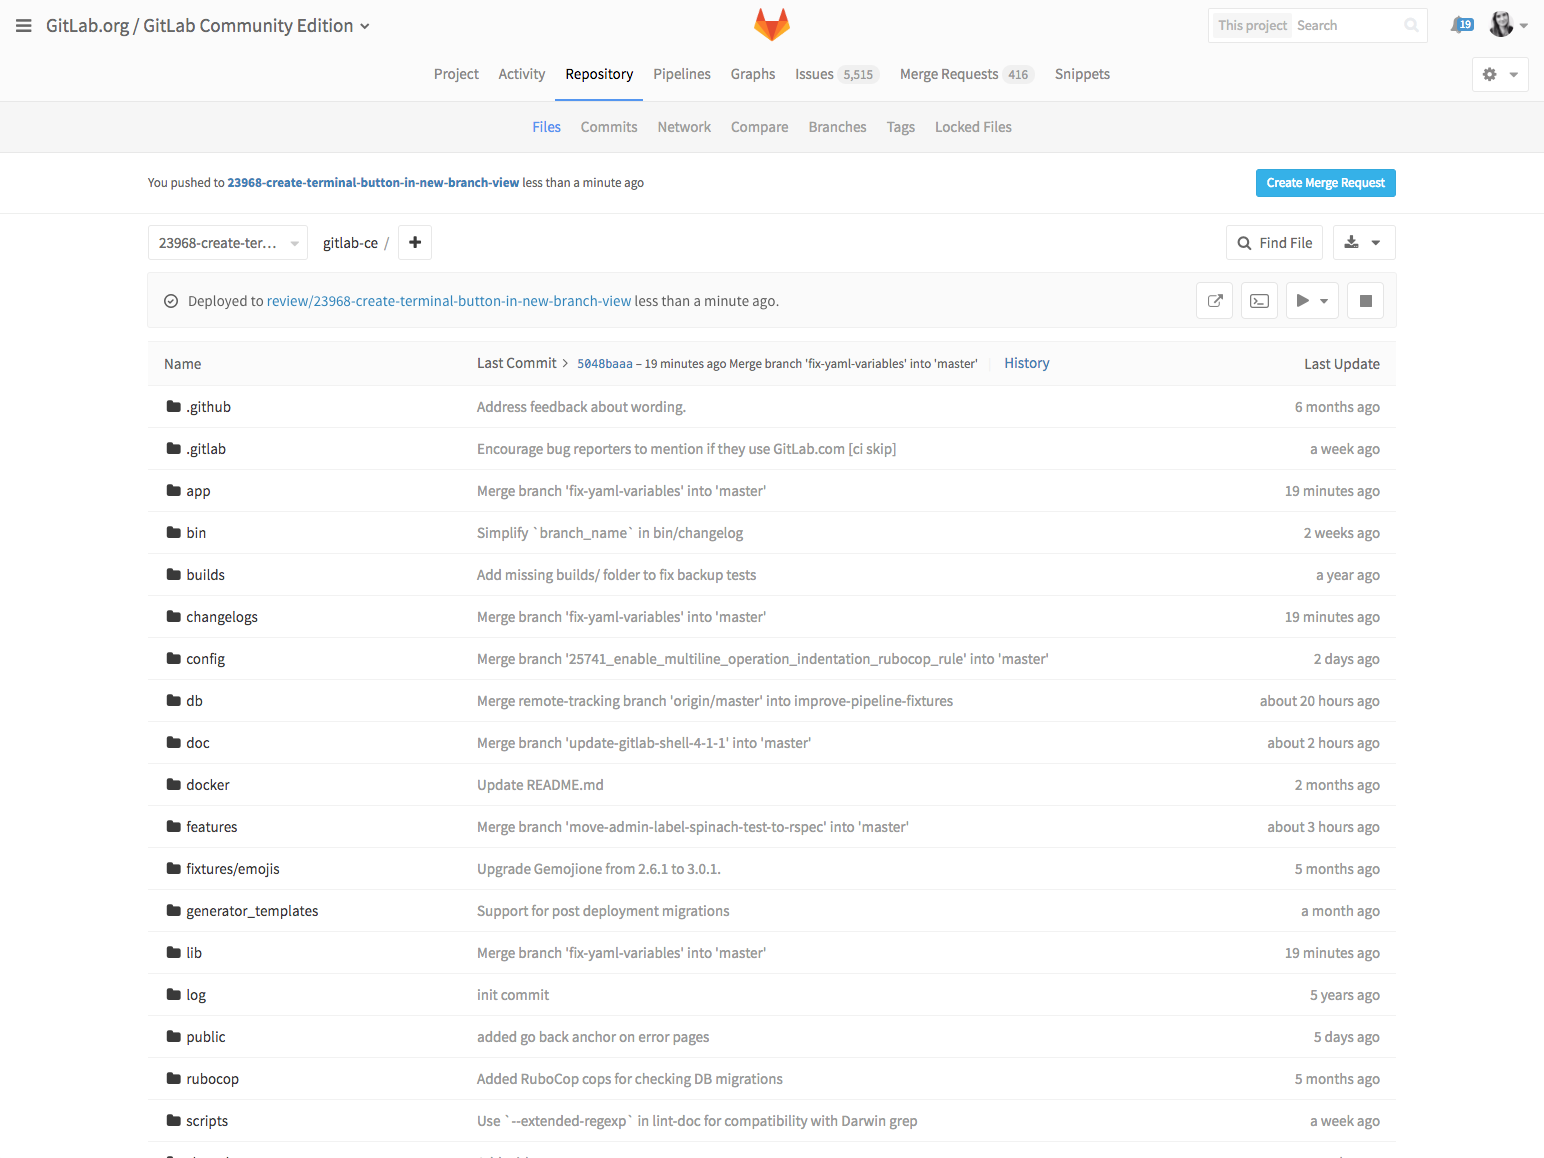 GitLab.org / GitLab Community Edition
This project Search
19
Project Activity Repository Pipelines Graphs Issues 5,515 Merge Requests 416 Snippets
Files Commits Network Compare Branches Tags Locked Files
You pushed to 23968-create-terminal-button-in-new-branch-view less than a minute ago
Create Merge Request
23968-create-ter... gitlab-ce / +
Find File
Deployed to review/23968-create-terminal-button-in-new-branch-view less than a minute ago.
Name Last Commit > 5048baaa – 19 minutes ago Merge branch 'fix-yaml-variables' into 'master' History Last Update
.github Address feedback about wording. 6 months ago
.gitlab Encourage bug reporters to mention if they use GitLab.com [ci skip] a week ago
app Merge branch 'fix-yaml-variables' into 'master' 19 minutes ago
bin Simplify `branch_name` in bin/changelog 2 weeks ago
builds Add missing builds/ folder to fix backup tests a year ago
changelogs Merge branch 'fix-yaml-variables' into 'master' 19 minutes ago
config Merge branch '25741_enable_multiline_operation_indentation_rubocop_rule' into 'master' 2 days ago
db Merge remote-tracking branch 'origin/master' into improve-pipeline-fixtures about 20 hours ago
doc Merge branch 'update-gitlab-shell-4-1-1' into 'master' about 2 hours ago
docker Update README.md 2 months ago
features Merge branch 'move-admin-label-spinach-test-to-rspec' into 'master' about 3 hours ago
fixtures/emojis Upgrade Gemojione from 2.6.1 to 3.0.1. 5 months ago
generator_templates Support for post deployment migrations a month ago
lib Merge branch 'fix-yaml-variables' into 'master' 19 minutes ago
log init commit 5 years ago
public added go back anchor on error pages 5 days ago
rubocop Added RuboCop cops for checking DB migrations 5 months ago
scripts Use `--extended-regexp` in lint-doc for compatibility with Darwin grep a week ago